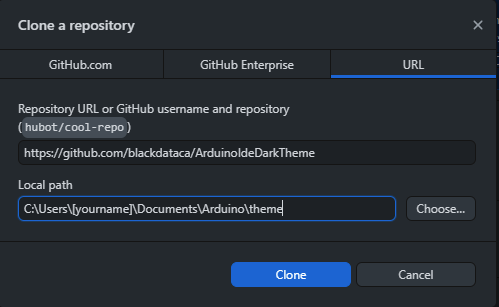 Clone a repository
GitHub.com
GitHub Enterprise
URL
Repository URL or GitHub username and repository
(hubot/cool-repo)
https://github.com/blackdataca/ArduinoIdeDarkTheme
Local path
C:\Users\[yourname]\Documents\Arduino\theme
Choose...
Clone
Cancel